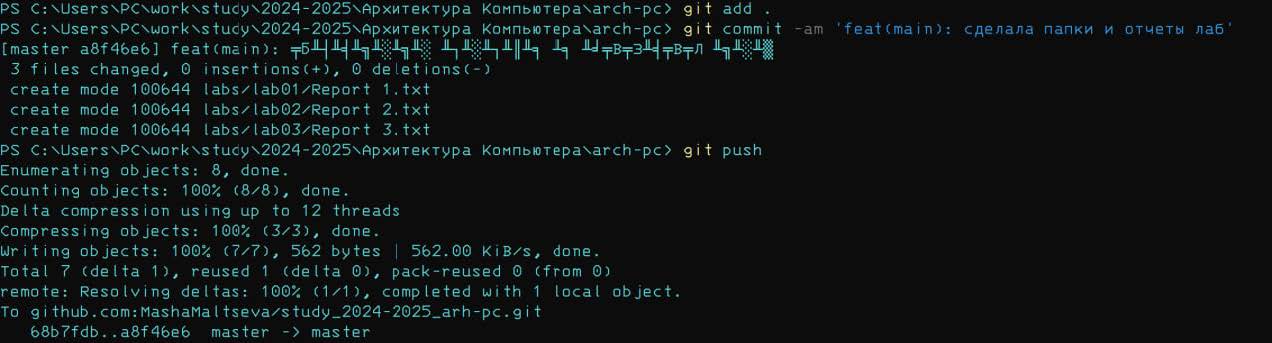 PS C:\Users\PC\work\study\2024-2025\Архитектура Компьютера\arch-pc> git add .
PS C:\Users\PC\work\study\2024-2025\Архитектура Компьютера\arch-pc> git commit -am 'feat(main): сделала папки и отчеты лаб'
[master a8f46e6] feat(main):
3 files changed, 0 insertions(+), 0 deletions(-)
create mode 100644 labs/lab01/Report 1.txt
create mode 100644 labs/lab02/Report 2.txt
create mode 100644 labs/lab03/Report 3.txt
PS C:\Users\PC\work\study\2024-2025\Архитектура Компьютера\arch-pc> git push
Enumerating objects: 8, done.
Counting objects: 100% (8/8), done.
Delta compression using up to 12 threads
Compressing objects: 100% (3/3), done.
Writing objects: 100% (7/7), 562 bytes | 562.00 KiB/s, done.
Total 7 (delta 1), reused 1 (delta 0), pack-reused 0 (from 0)
remote: Resolving deltas: 100% (1/1), completed with 1 local object.
To github.com:MashaMaltseva/study_2024-2025_arh-pc.git
68b7fdb..a8f46e6  master -> master